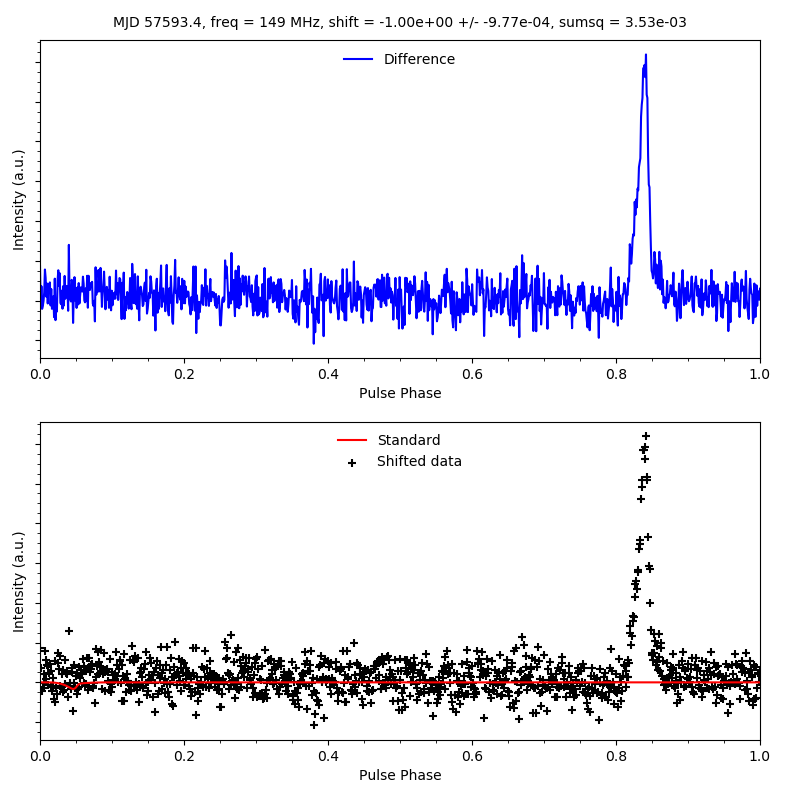 MJD 57593.4, freq = 149 MHz, shift = -1.00e+00 +/- -9.77e-04, sumsq = 3.53e-03
Difference
Intensity (a.u.)
0.0 0.2 0.4 0.6 0.8 1.0
Pulse Phase
Standard
Shifted data
Intensity (a.u.)
0.0 0.2 0.4 0.6 0.8 1.0
Pulse Phase